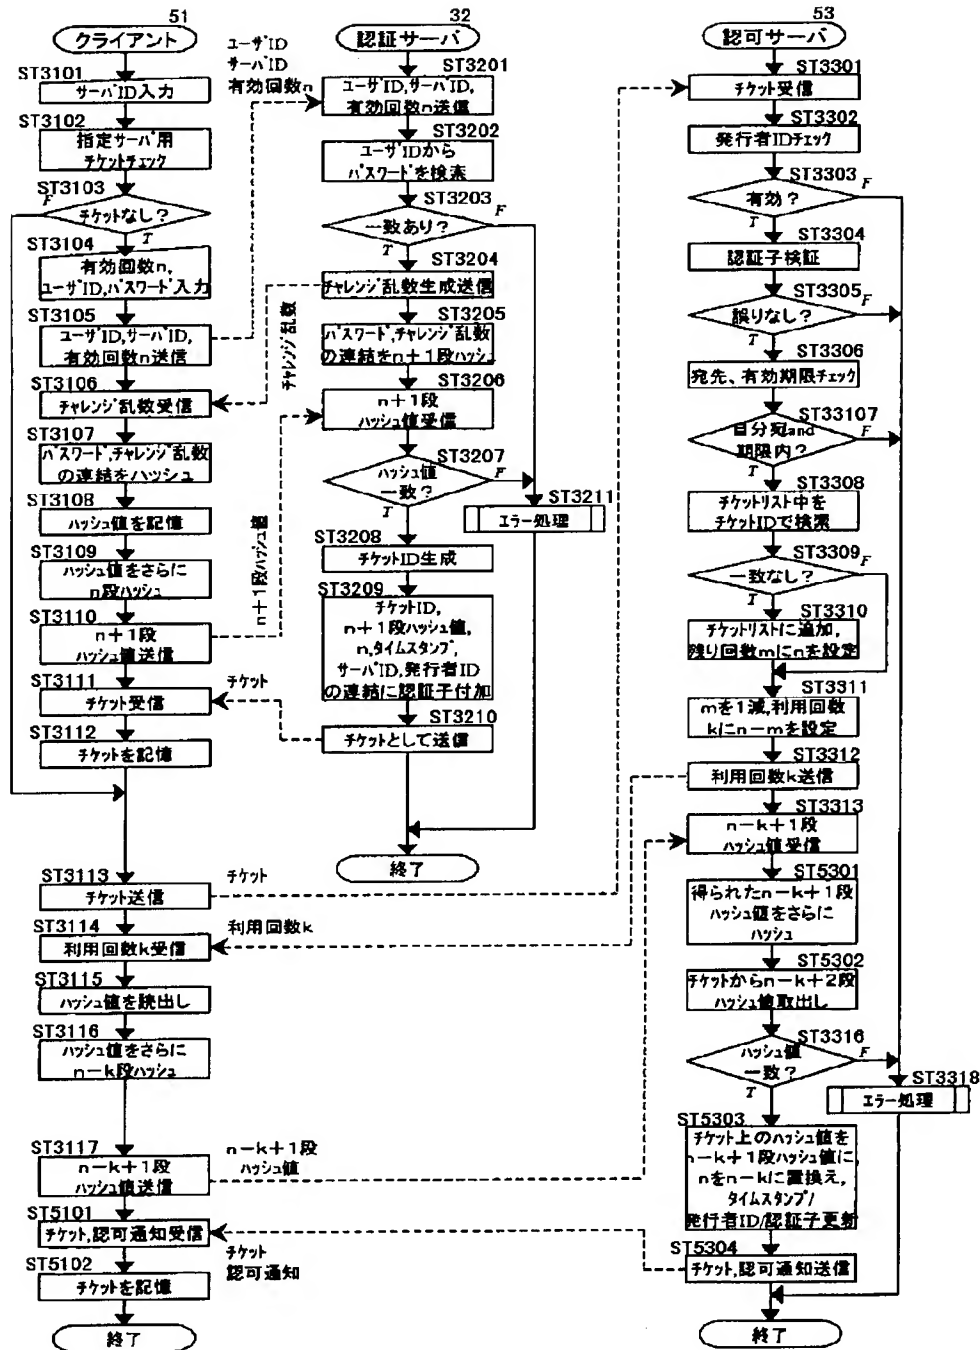 51
クライアント
ST3101
サーバID入力
ST3102
指定サーバ用
チケットチェック
ST3103
F
チケットなし?
T
ST3104
有効回数n,
ユーザID,パスワード入力
ST3105
ユーザID,サーバID,
有効回数n送信
ST3106
チャレンジ乱数受信
ST3107
パスワード,チャレンジ乱数
の連結をハッシュ
ST3108
ハッシュ値を記憶
ST3109
ハッシュ値をさらに
n段ハッシュ
ST3110
n+1段
ハッシュ値送信
ST3111
チケット受信
ST3112
チケットを記憶
ST3113
チケット送信
ST3114
利用回数k受信
ST3115
ハッシュ値を読出し
ST3116
ハッシュ値をさらに
n-k段ハッシュ
ST3117
n-k+1段
ハッシュ値送信
ST5101
チケット,認可通知受信
ST5102
チケットを記憶
終了
ユーザID
サーバID
有効回数n
チャレンジ乱数
n+1段ハッシュ値
チケット
チケット
利用回数k
n-k+1段
ハッシュ値
チケット
認可通知
32
認証サーバ
ST3201
ユーザID,サーバID,
有効回数n送信
ST3202
ユーザIDから
パスワードを検索
ST3203
一致あり?
F
T
ST3204
チャレンジ乱数生成送信
ST3205
パスワード,チャレンジ乱数
の連結をn+1段ハッシュ
ST3206
n+1段
ハッシュ値受信
ST3207
ハッシュ値
一致?
F
T
ST3211
エラー処理
ST3208
チケットID生成
ST3209
チケットID,
n+1段ハッシュ値,
n,タイムスタンプ,
サーバID,発行者ID
の連結に認証子付加
ST3210
チケットとして送信
終了
53
認可サーバ
ST3301
チケット受信
ST3302
発行者IDチェック
ST3303
有効?
F
T
ST3304
認証子検証
ST3305
誤りなし?
F
T
ST3306
宛先、有効期限チェック
ST33107
自分宛and
期限内?
F
T
ST3308
チケットリスト中を
チケットIDで検索
ST3309
一致なし?
F
T
ST3310
チケットリストに追加,
残り回数mにnを設定
ST3311
mを1減,利用回数
kにn-mを設定
ST3312
利用回数k送信
ST3313
n-k+1段
ハッシュ値受信
ST5301
得られたn-k+1段
ハッシュ値をさらに
ハッシュ
ST5302
チケットからn-k+2段
ハッシュ値取出し
ST3316
ハッシュ値
一致?
F
T
ST3318
エラー処理
ST5303
チケット上のハッシュ値を
n-k+1段ハッシュ値に,
nをn-kに置換え,
タイムスタンプ/
発行者ID/認証子更新
ST5304
チケット,認可通知送信
終了